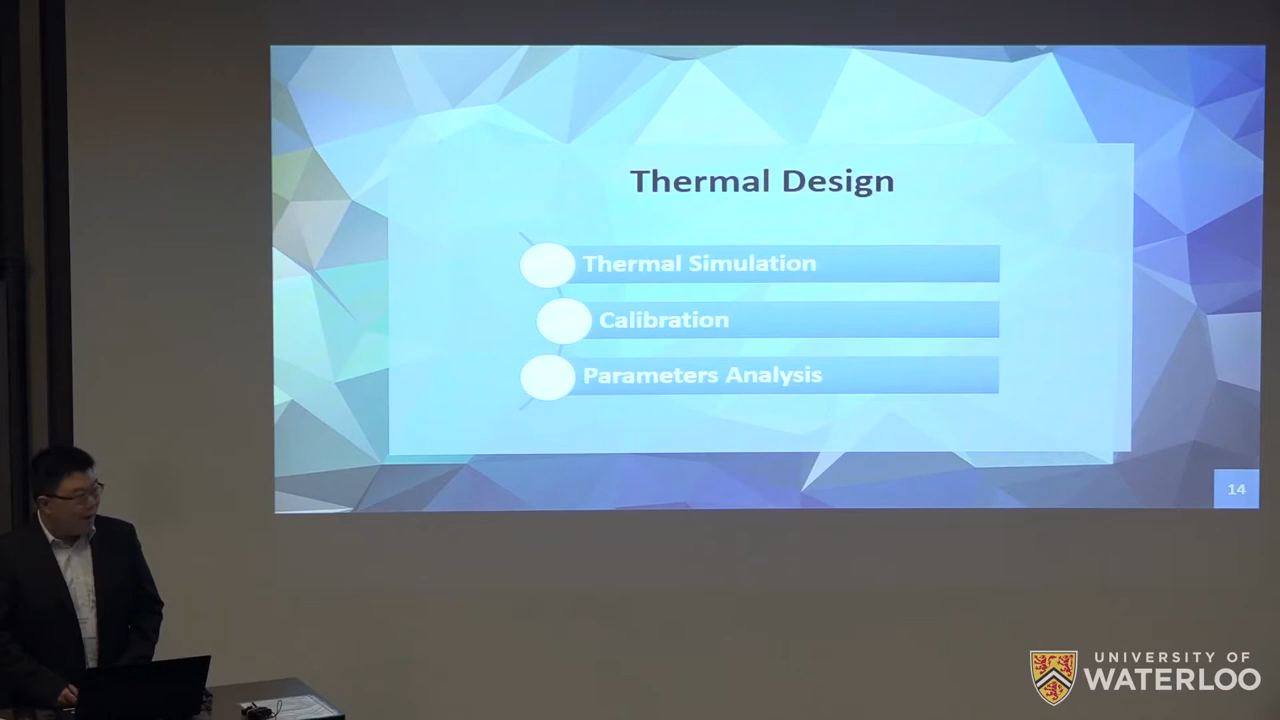 Thermal Design
Thermal Simulation
Calibration
Parameters Analysis
14
UNIVERSITY OF
WATERLOO